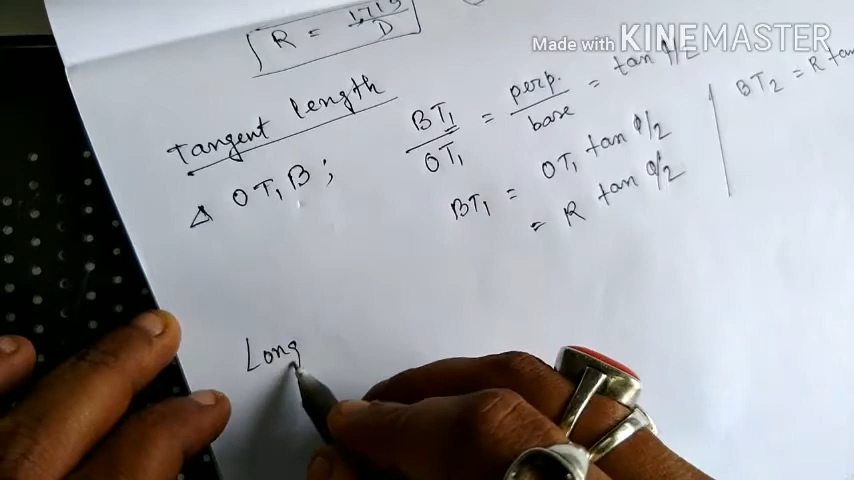 R = 1719/D
Made with KINEMASTER
Tangent length
Δ OT₁B ;
BT₁/OT₁ = perp./base = tan φ/2
BT₁ = OT₁ tan φ/2
= R tan φ/2
BT₂ = R tan
Long